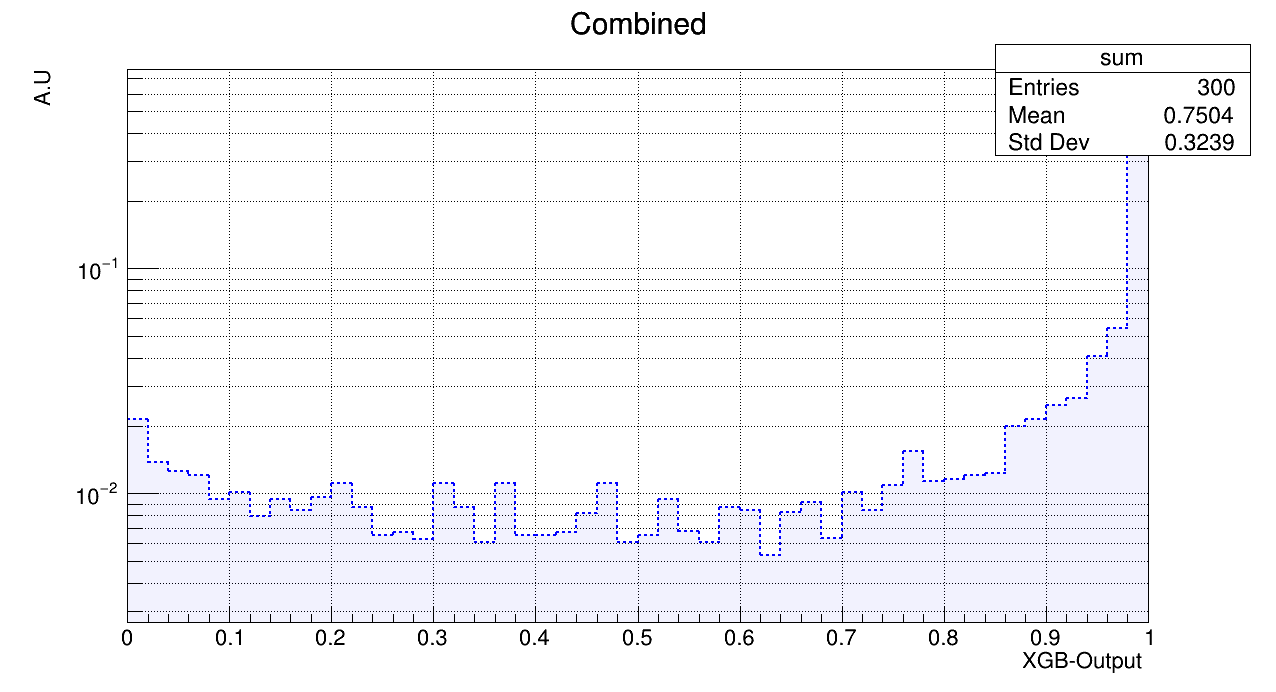 Combined
A.U
sum
Entries 300
Mean 0.7504
Std Dev 0.3239
10⁻¹
10⁻²
0 0.1 0.2 0.3 0.4 0.5 0.6 0.7 0.8 0.9 1
XGB-Output